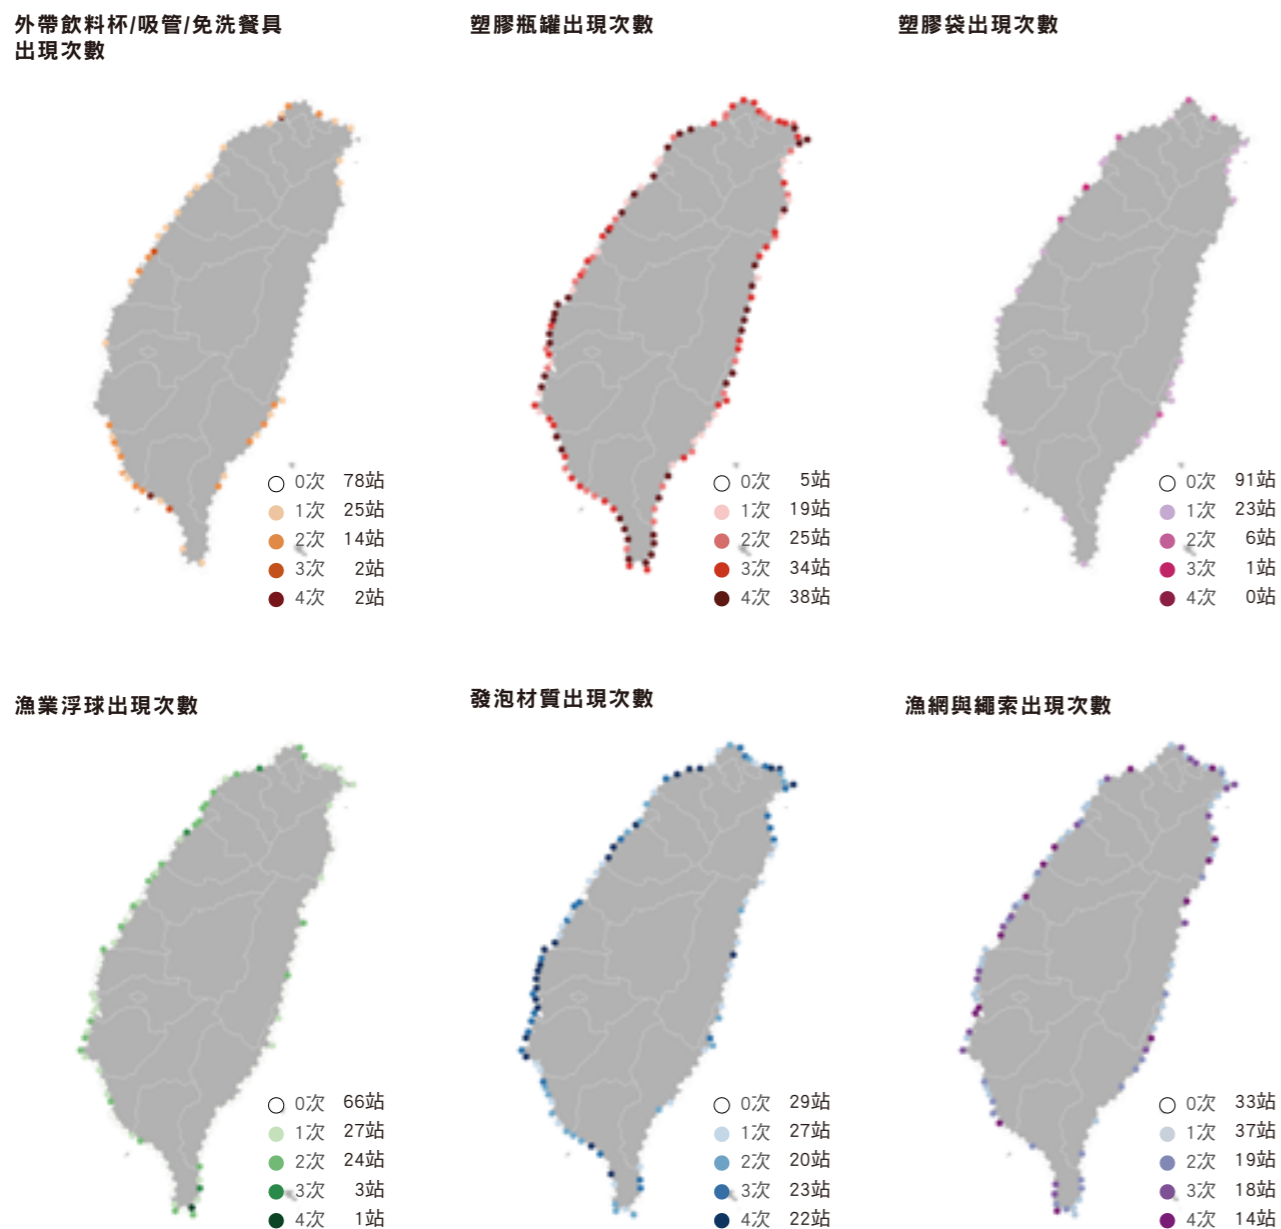 外帶飲料杯/吸管/免洗餐具
出現次數
0次 78站
1次 25站
2次 14站
3次 2站
4次 2站
塑膠瓶罐出現次數
0次 5站
1次 19站
2次 25站
3次 34站
4次 38站
塑膠袋出現次數
0次 91站
1次 23站
2次 6站
3次 1站
4次 0站
漁業浮球出現次數
0次 66站
1次 27站
2次 24站
3次 3站
4次 1站
發泡材質出現次數
0次 29站
1次 27站
2次 20站
3次 23站
4次 22站
漁網與繩索出現次數
0次 33站
1次 37站
2次 19站
3次 18站
4次 14站